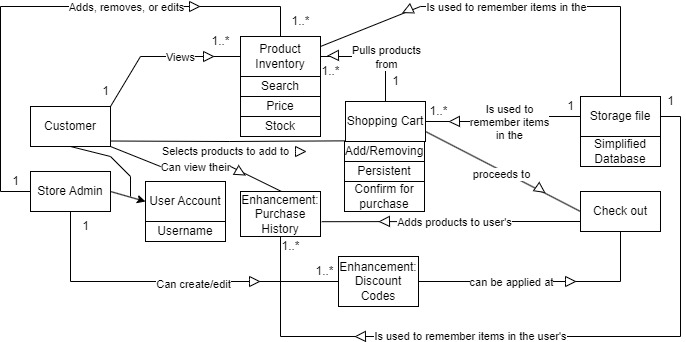 Adds, removes, or edits
Is used to remember items in the
1..*
1..*
Product
Inventory
Search
Price
Stock
Views
Pulls products
from
1..*
1
1
Customer
Shopping Cart
Add/Removing
Persistent
Confirm for
purchase
1..*
Is used to
remember items
in the
1
Storage file
1
Simplified
Database
Selects products to add to
Can view their
proceeds to
1
Store Admin
1
User Account
Username
Enhancement:
Purchase
History
1..*
Adds products to user's
Check out
Can create/edit
1..*
Enhancement:
Discount
Codes
can be applied at
Is used to remember items in the user's